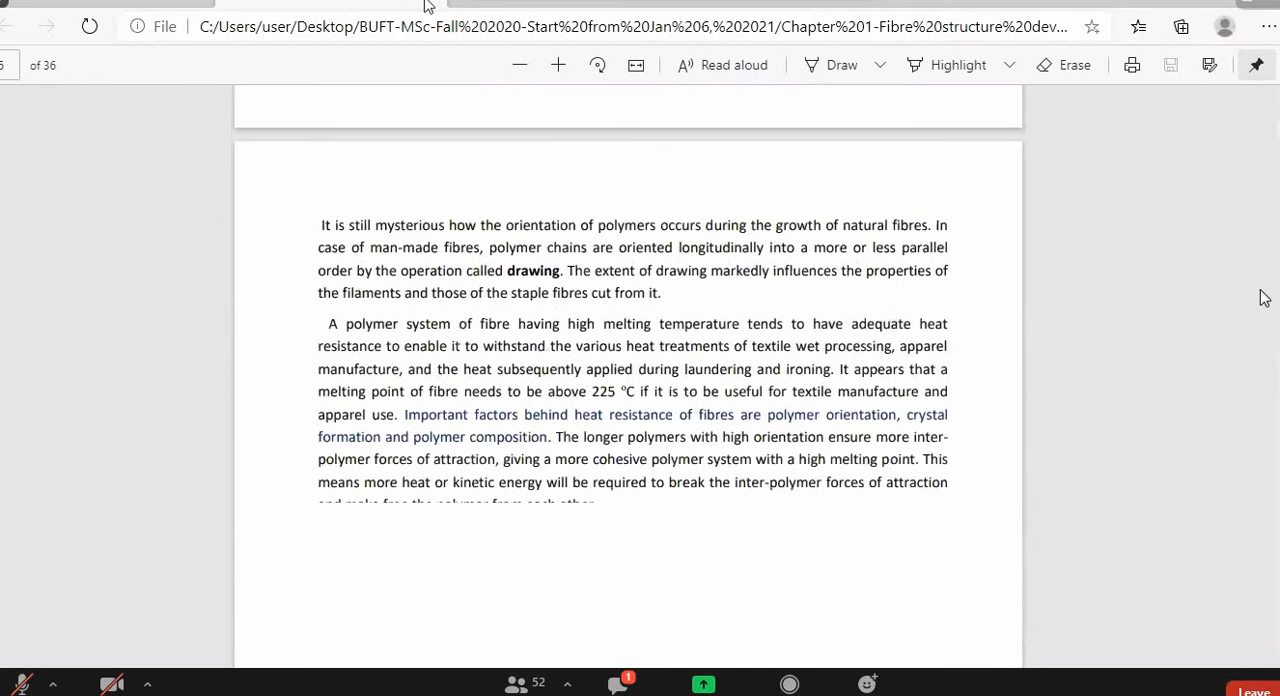 File
C:/Users/user/Desktop/BUFT-MSc-Fall%202020-Start%20from%20Jan%206,%202021/Chapter%201-Fibre%20structure%20dev...
of 36
Read aloud
Draw
Highlight
Erase
It is still mysterious how the orientation of polymers occurs during the growth of natural fibres. In
case of man-made fibres, polymer chains are oriented longitudinally into a more or less parallel
order by the operation called drawing. The extent of drawing markedly influences the properties of
the filaments and those of the staple fibres cut from it.
A polymer system of fibre having high melting temperature tends to have adequate heat
resistance to enable it to withstand the various heat treatments of textile wet processing, apparel
manufacture, and the heat subsequently applied during laundering and ironing. It appears that a
melting point of fibre needs to be above 225 °C if it is to be useful for textile manufacture and
apparel use. Important factors behind heat resistance of fibres are polymer orientation, crystal
formation and polymer composition. The longer polymers with high orientation ensure more inter-
polymer forces of attraction, giving a more cohesive polymer system with a high melting point. This
means more heat or kinetic energy will be required to break the inter-polymer forces of attraction
and make free the polymer from each other
52
1
Leave